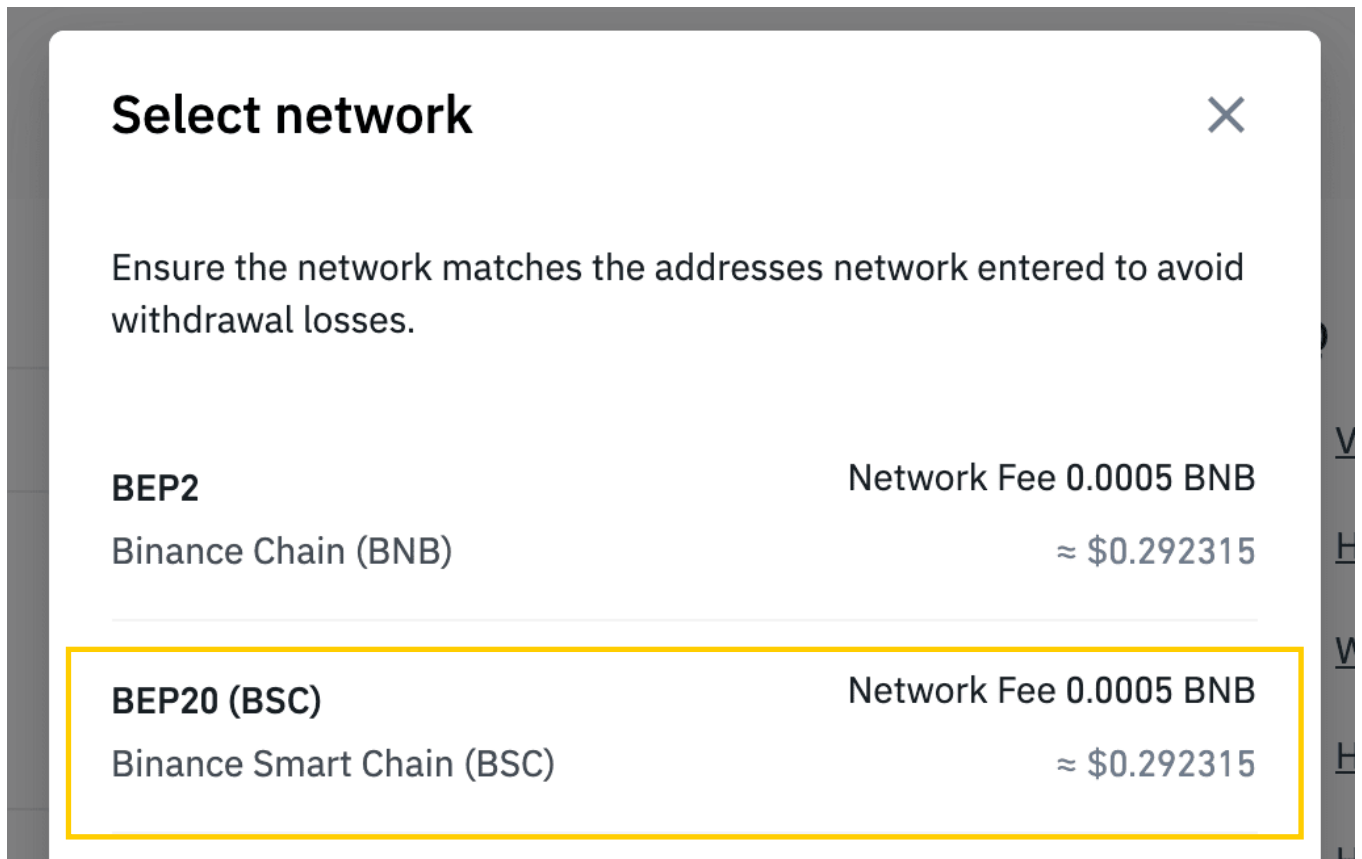 Select network
Ensure the network matches the addresses network entered to avoid
withdrawal losses.
BEP2
Network Fee 0.0005 BNB
Binance Chain (BNB)
≈ $0.292315
BEP20 (BSC)
Network Fee 0.0005 BNB
Binance Smart Chain (BSC)
≈ $0.292315